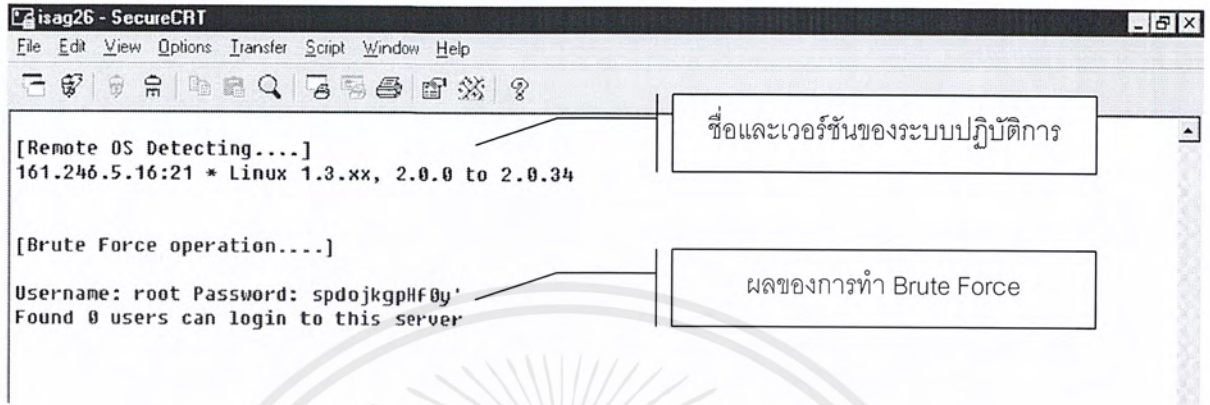 isag26 - SecureCRT
File Edit View Options Transfer Script Window Help
ชื่อและเวอร์ชันของระบบปฏิบัติการ
[Remote OS Detecting....]
161.246.5.16:21 * Linux 1.3.xx, 2.0.0 to 2.0.34
[Brute Force operation....]
ผลของการทำ Brute Force
Username: root Password: spdojkgpHf0y'
Found 0 users can login to this server